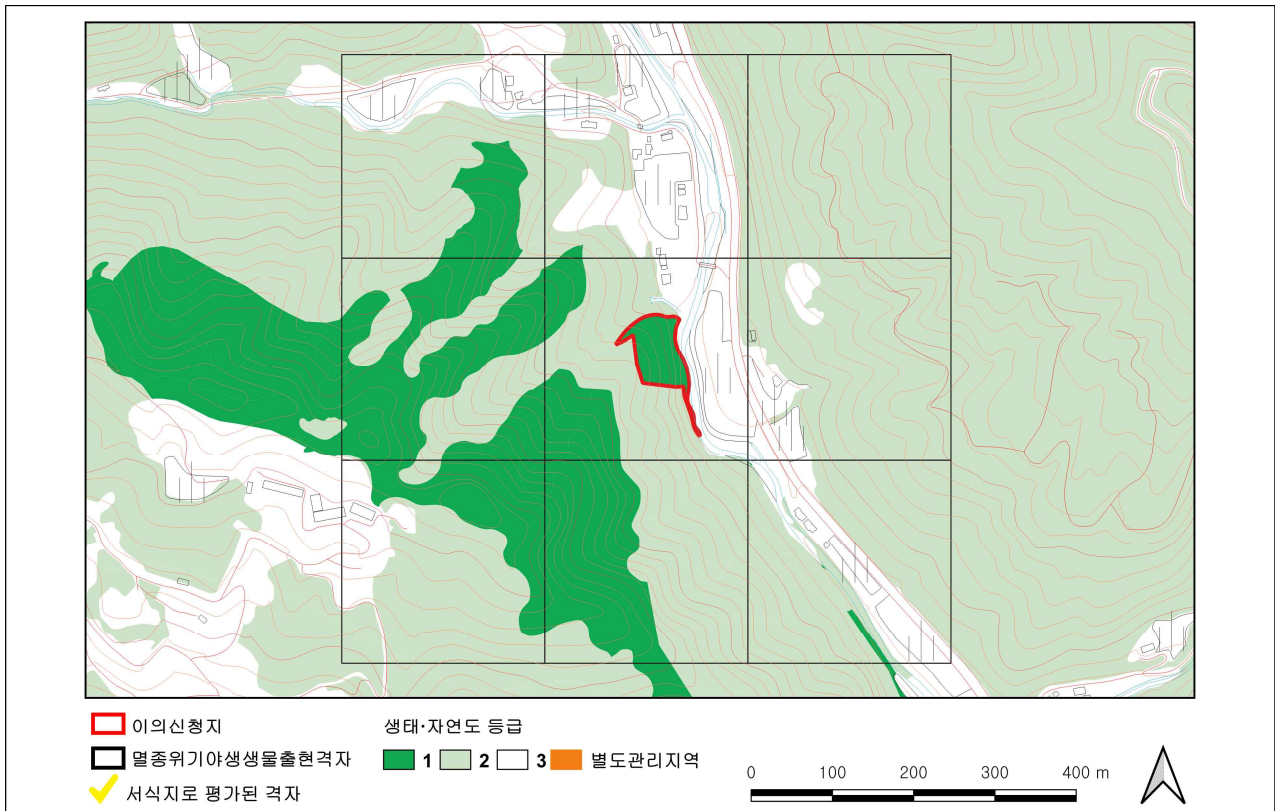 이의신청지
생태·자연도 등급
멸종위기야생생물출현격자
1 2 3 별도관리지역
서식지로 평가된 격자
0 100 200 300 400 m